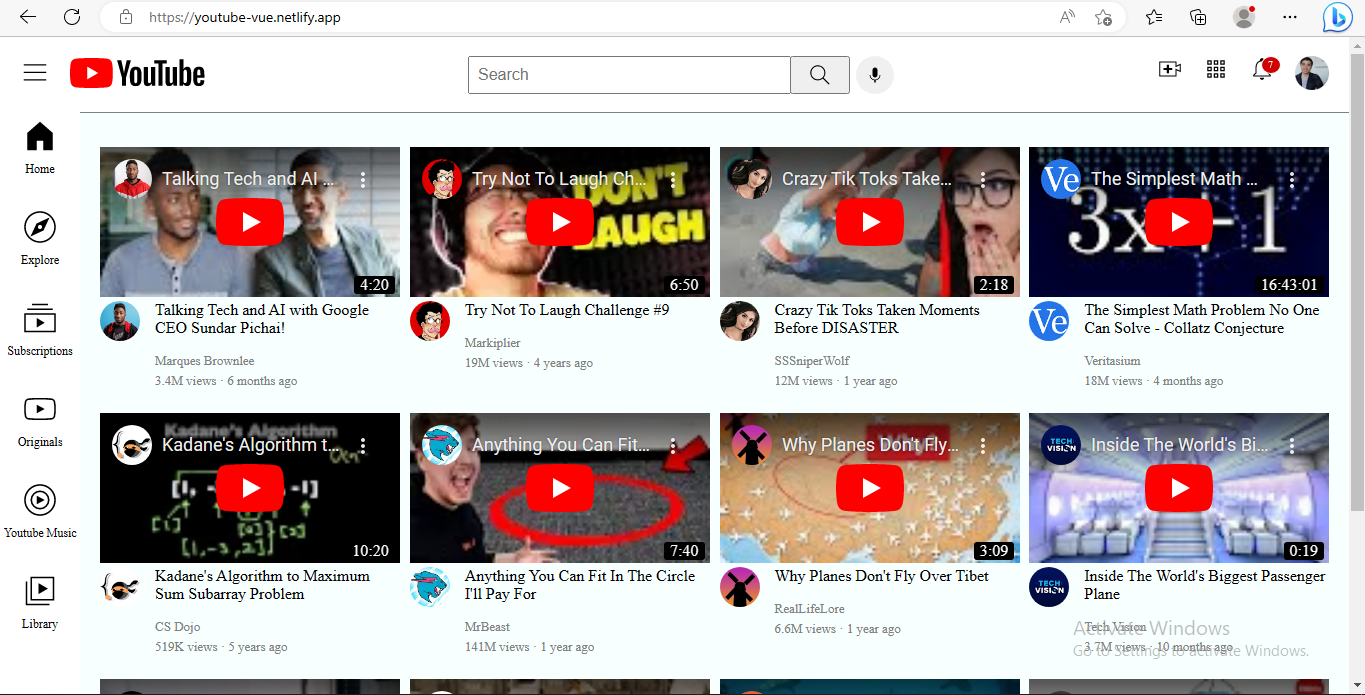 https://youtube-vue.netlify.app
YouTube
Search
7
Home
Explore
Subscriptions
Originals
Youtube Music
Library
Talking Tech and AI ...
4:20
Talking Tech and AI with Google
CEO Sundar Pichai!
Marques Brownlee
3.4M views · 6 months ago
Try Not To Laugh Ch...
DON'T
LAUGH
6:50
Try Not To Laugh Challenge #9
Markiplier
19M views · 4 years ago
Crazy Tik Toks Take...
2:18
Crazy Tik Toks Taken Moments
Before DISASTER
SSSniperWolf
12M views · 1 year ago
Ve
The Simplest Math ...
3x+1
16:43:01
Ve
The Simplest Math Problem No One
Can Solve - Collatz Conjecture
Veritasium
18M views · 4 months ago
Kadane's Algorithm
Kadane's Algorithm t...
10:20
Kadane's Algorithm to Maximum
Sum Subarray Problem
CS Dojo
519K views · 5 years ago
Anything You Can Fit...
7:40
Anything You Can Fit In The Circle
I'll Pay For
MrBeast
141M views · 1 year ago
Why Planes Don't Fly...
3:09
Why Planes Don't Fly Over Tibet
RealLifeLore
6.6M views · 1 year ago
TECH
VISION
Inside The World's Bi...
0:19
TECH
VISION
Inside The World's Biggest Passenger
Plane
Tech Vision
3.7M views · 10 months ago
Activate Windows
Go to Settings to activate Windows.